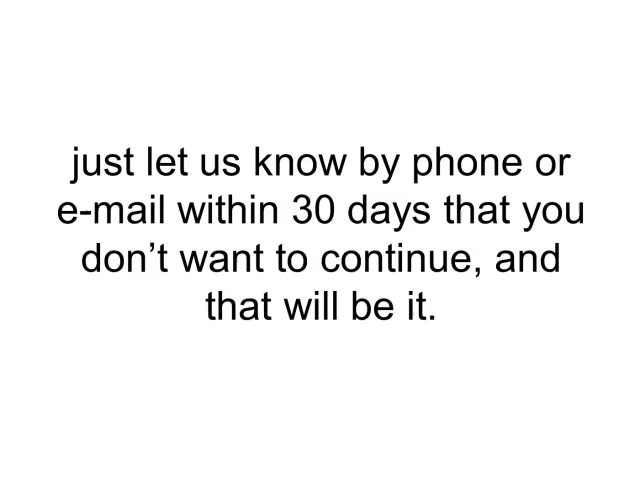 just let us know by phone or
e-mail within 30 days that you
don’t want to continue, and
that will be it.